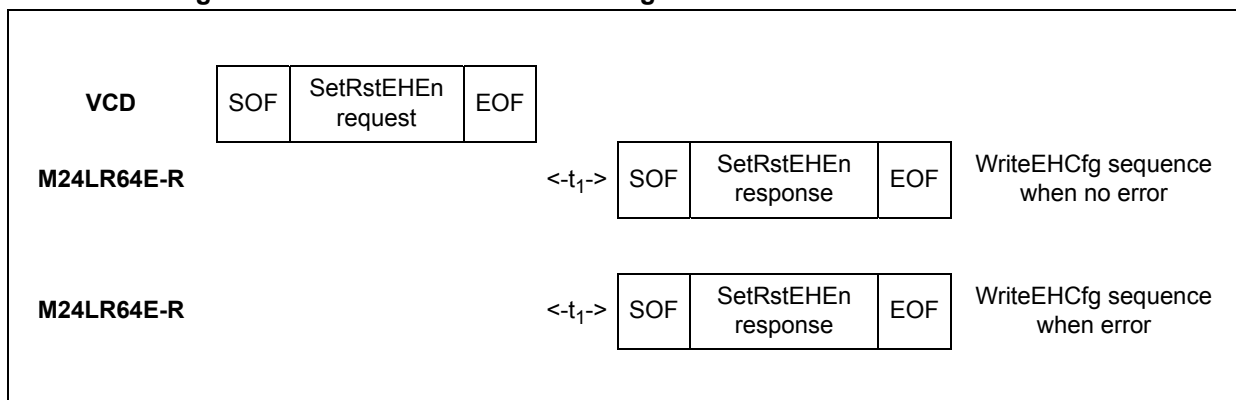 VCD
SOF
SetRstEHEn
request
EOF
M24LR64E-R
<-t₁->
SOF
SetRstEHEn
response
EOF
WriteEHCfg sequence
when no error
M24LR64E-R
<-t₁->
SOF
SetRstEHEn
response
EOF
WriteEHCfg sequence
when error